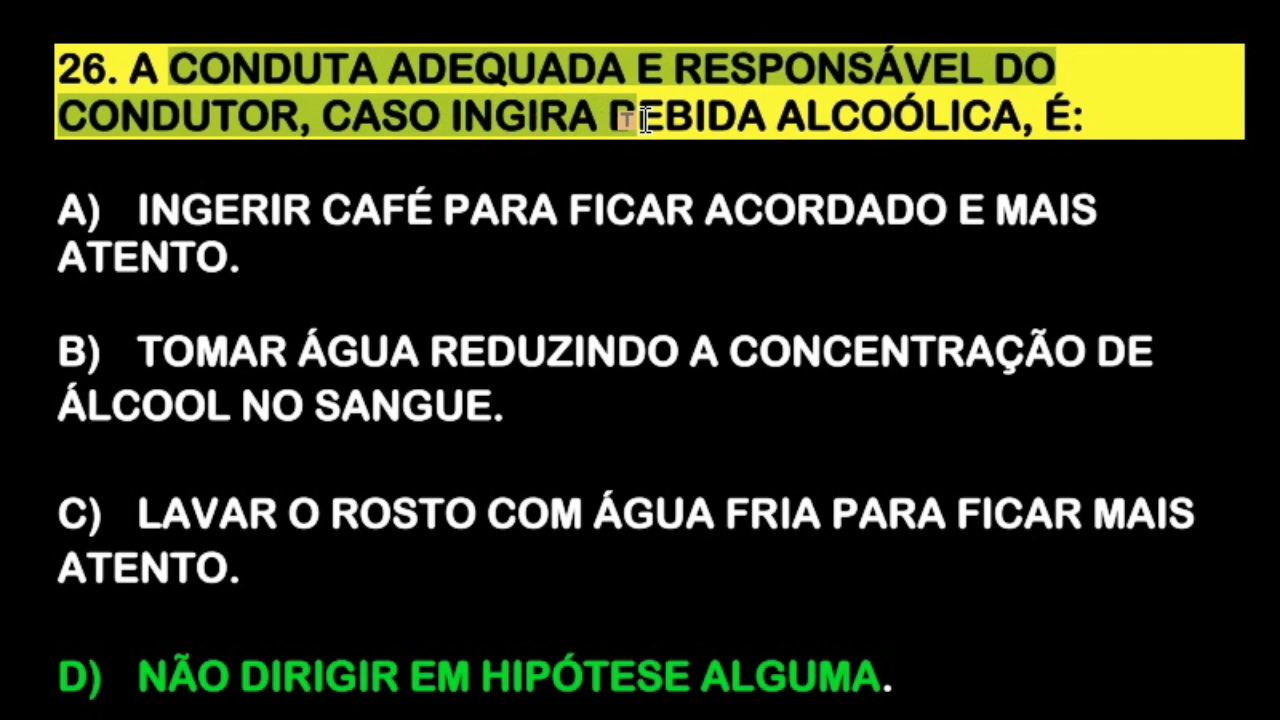 26. A CONDUTA ADEQUADA E RESPONSÁVEL DO
CONDUTOR, CASO INGIRA BEBIDA ALCOÓLICA, É:
A) INGERIR CAFÉ PARA FICAR ACORDADO E MAIS
ATENTO.
B) TOMAR ÁGUA REDUZINDO A CONCENTRAÇÃO DE
ÁLCOOL NO SANGUE.
C) LAVAR O ROSTO COM ÁGUA FRIA PARA FICAR MAIS
ATENTO.
D) NÃO DIRIGIR EM HIPÓTESE ALGUMA.